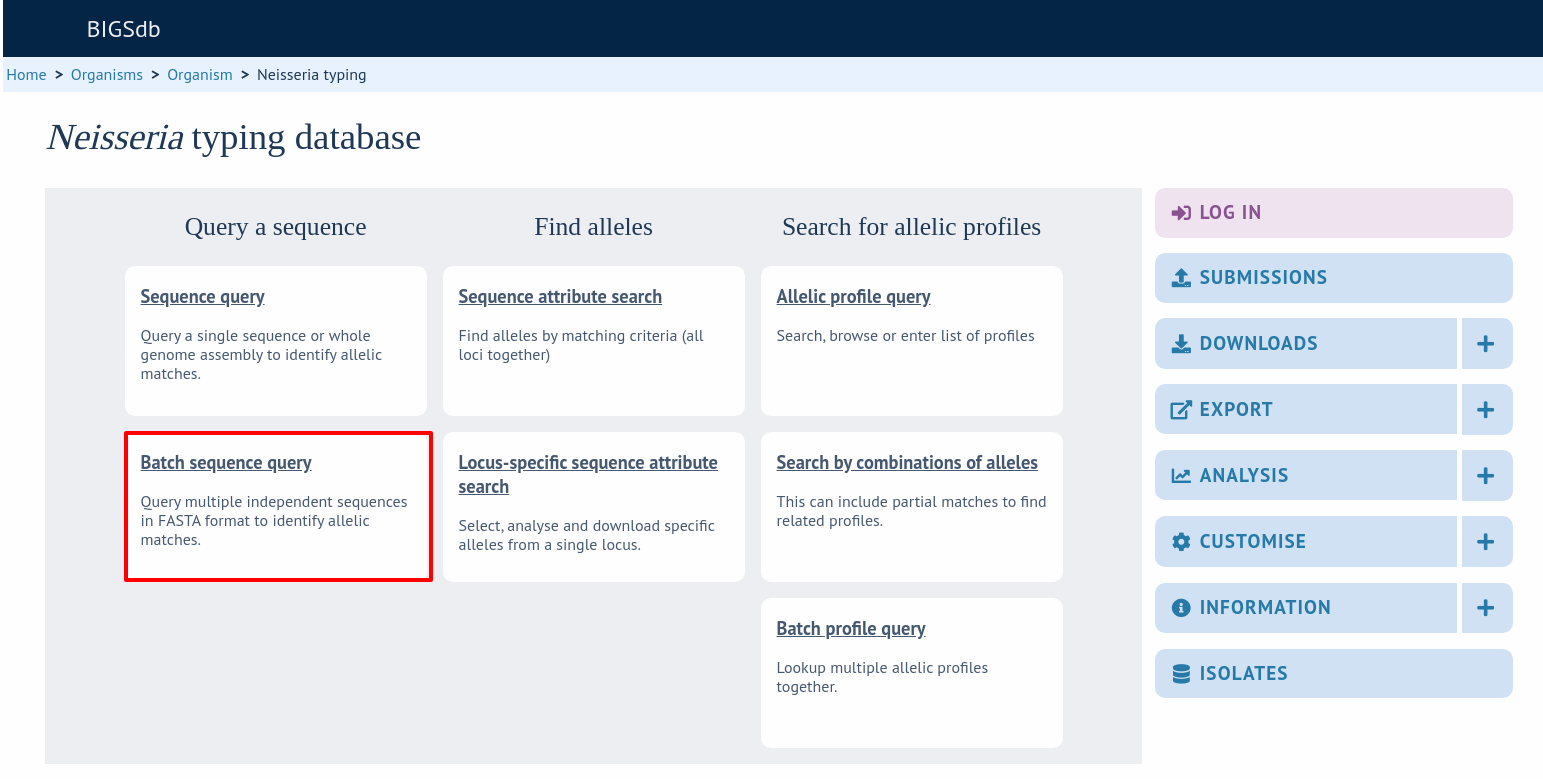 BIGSdb
Home > Organisms > Organism > Neisseria typing
Neisseria typing database
Query a sequence
Sequence query
Query a single sequence or whole
genome assembly to identify allelic
matches.
Batch sequence query
Query multiple independent sequences
in FASTA format to identify allelic
matches.
Find alleles
Sequence attribute search
Find alleles by matching criteria (all
loci together)
Locus-specific sequence attribute
search
Select, analyse and download specific
alleles from a single locus.
Search for allelic profiles
Allelic profile query
Search, browse or enter list of profiles
Search by combinations of alleles
This can include partial matches to find
related profiles.
Batch profile query
Lookup multiple allelic profiles
together.
LOG IN
SUBMISSIONS
DOWNLOADS +
EXPORT +
ANALYSIS +
CUSTOMISE +
INFORMATION +
ISOLATES